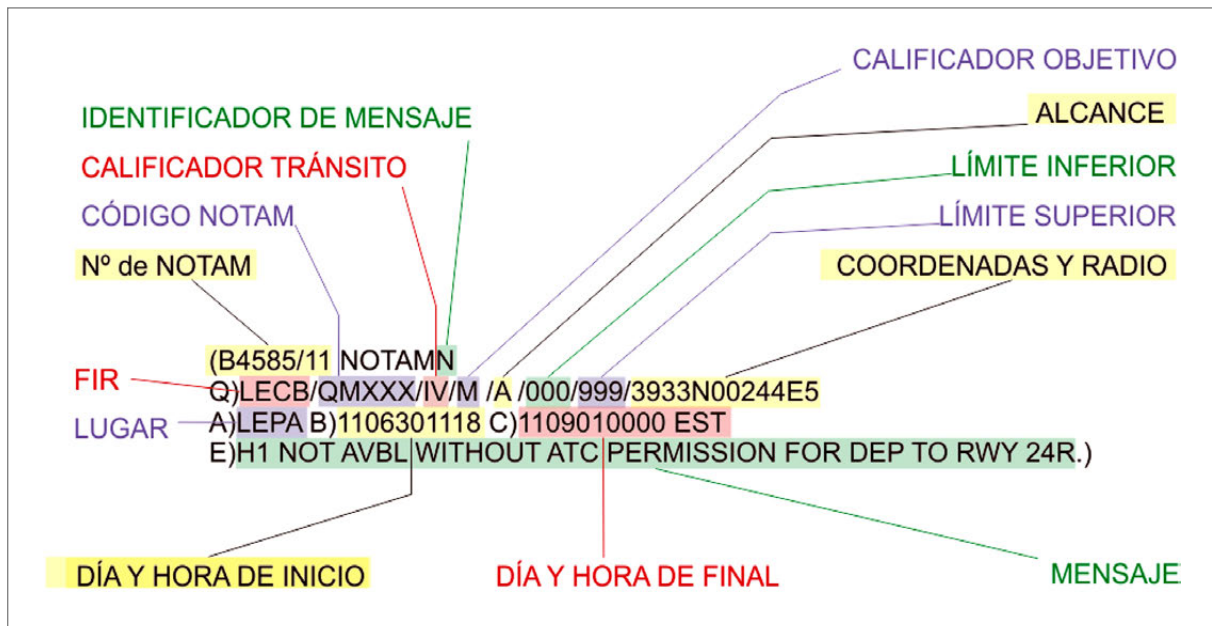 CALIFICADOR OBJETIVO
ALCANCE
IDENTIFICADOR DE MENSAJE
CALIFICADOR TRÁNSITO
LÍMITE INFERIOR
CÓDIGO NOTAM
LÍMITE SUPERIOR
Nº de NOTAM
COORDENADAS Y RADIO
(B4585/11 NOTAMN
FIR
Q)LECB/QMXXX/IV/M /A /000/999/3933N00244E5
LUGAR
A)LEPA B)1106301118 C)1109010000 EST
E)H1 NOT AVBL WITHOUT ATC PERMISSION FOR DEP TO RWY 24R.)
DÍA Y HORA DE INICIO
DÍA Y HORA DE FINAL
MENSAJE